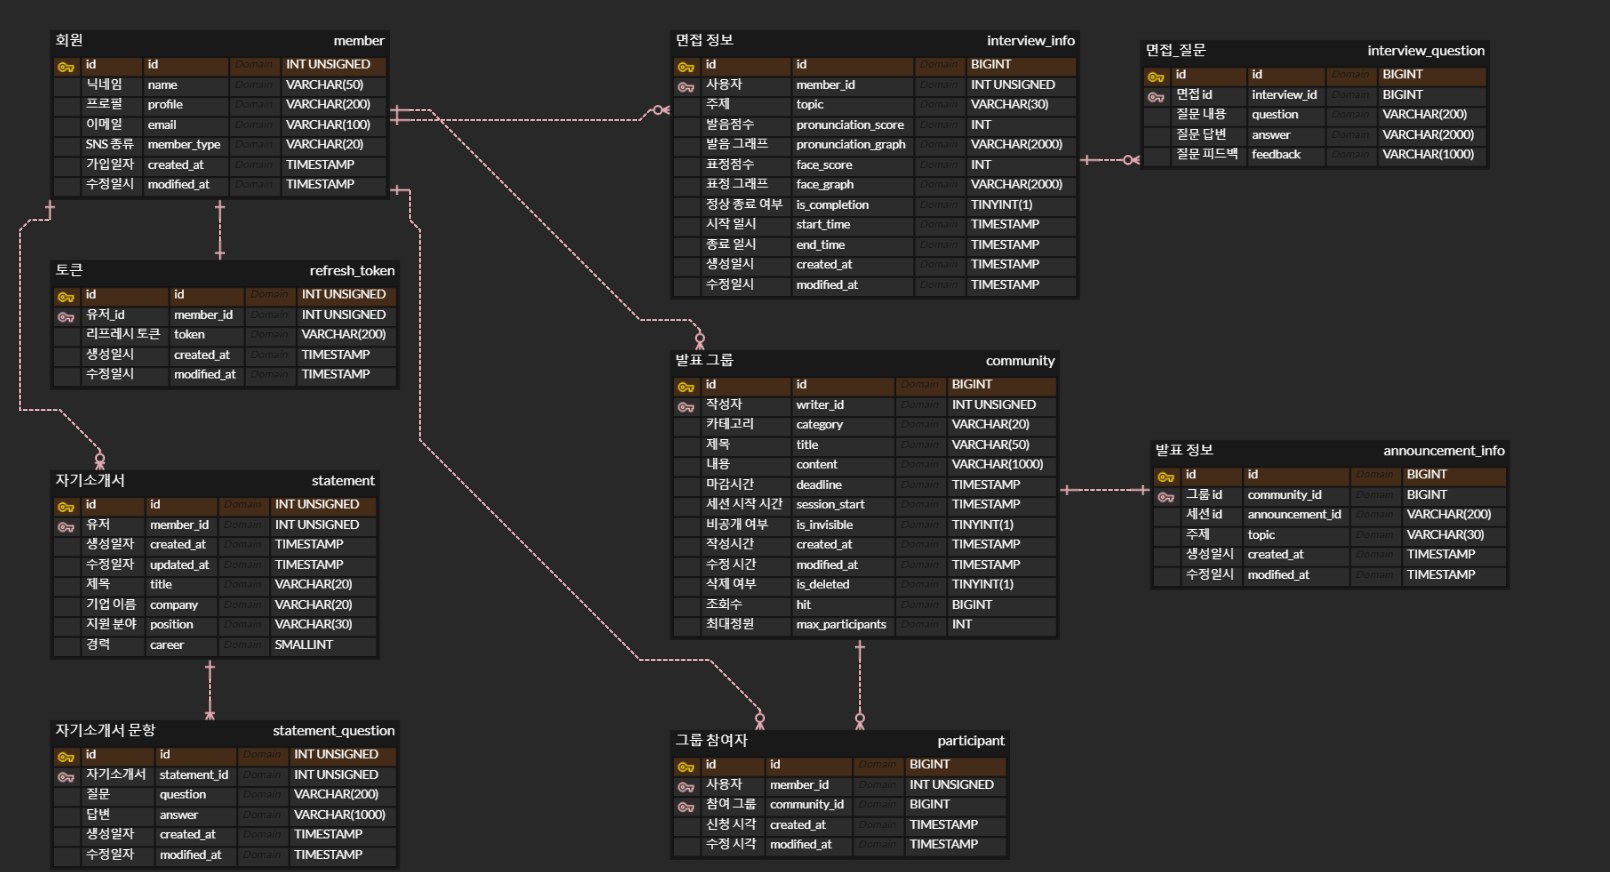 회원 member
id id Domain INT UNSIGNED
닉네임 name Domain VARCHAR(50)
프로필 profile Domain VARCHAR(200)
이메일 email Domain VARCHAR(100)
SNS 종류 member_type Domain VARCHAR(20)
가입일자 created_at Domain TIMESTAMP
수정일시 modified_at Domain TIMESTAMP
토큰 refresh_token
id id Domain INT UNSIGNED
유저_id member_id Domain INT UNSIGNED
리프레시 토큰 token Domain VARCHAR(200)
생성일시 created_at Domain TIMESTAMP
수정일시 modified_at Domain TIMESTAMP
자기소개서 statement
id id Domain INT UNSIGNED
유저 member_id Domain INT UNSIGNED
생성일자 created_at Domain TIMESTAMP
수정일자 updated_at Domain TIMESTAMP
제목 title Domain VARCHAR(20)
기업 이름 company Domain VARCHAR(20)
지원 분야 position Domain VARCHAR(30)
경력 career Domain SMALLINT
자기소개서 문항 statement_question
id id Domain INT UNSIGNED
자기소개서 statement_id Domain INT UNSIGNED
질문 question Domain VARCHAR(200)
답변 answer Domain VARCHAR(1000)
생성일자 created_at Domain TIMESTAMP
수정일자 modified_at Domain TIMESTAMP
면접 정보 interview_info
id id Domain BIGINT
사용자 member_id Domain INT UNSIGNED
주제 topic Domain VARCHAR(30)
발음점수 pronunciation_score Domain INT
발음 그래프 pronunciation_graph Domain VARCHAR(2000)
표정점수 face_score Domain INT
표정 그래프 face_graph Domain VARCHAR(2000)
정상 종료 여부 is_completion Domain TINYINT(1)
시작 일시 start_time Domain TIMESTAMP
종료 일시 end_time Domain TIMESTAMP
생성일시 created_at Domain TIMESTAMP
수정일시 modified_at Domain TIMESTAMP
발표 그룹 community
id id Domain BIGINT
작성자 writer_id Domain INT UNSIGNED
카테고리 category Domain VARCHAR(20)
제목 title Domain VARCHAR(50)
내용 content Domain VARCHAR(1000)
마감시간 deadline Domain TIMESTAMP
세션 시작 시간 session_start Domain TIMESTAMP
비공개 여부 is_invisible Domain TINYINT(1)
작성시간 created_at Domain TIMESTAMP
수정 시간 modified_at Domain TIMESTAMP
삭제 여부 is_deleted Domain TINYINT(1)
조회수 hit Domain BIGINT
최대정원 max_participants Domain INT
그룹 참여자 participant
id id Domain BIGINT
사용자 member_id Domain INT UNSIGNED
참여 그룹 community_id Domain BIGINT
신청 시각 created_at Domain TIMESTAMP
수정 시각 modified_at Domain TIMESTAMP
면접_질문 interview_question
id id Domain BIGINT
면접 id interview_id Domain BIGINT
질문 내용 question Domain VARCHAR(200)
질문 답변 answer Domain VARCHAR(2000)
질문 피드백 feedback Domain VARCHAR(1000)
발표 정보 announcement_info
id id Domain BIGINT
그룹 id community_id Domain BIGINT
세션 id announcement_id Domain VARCHAR(200)
주제 topic Domain VARCHAR(30)
생성일시 created_at Domain TIMESTAMP
수정일시 modified_at Domain TIMESTAMP